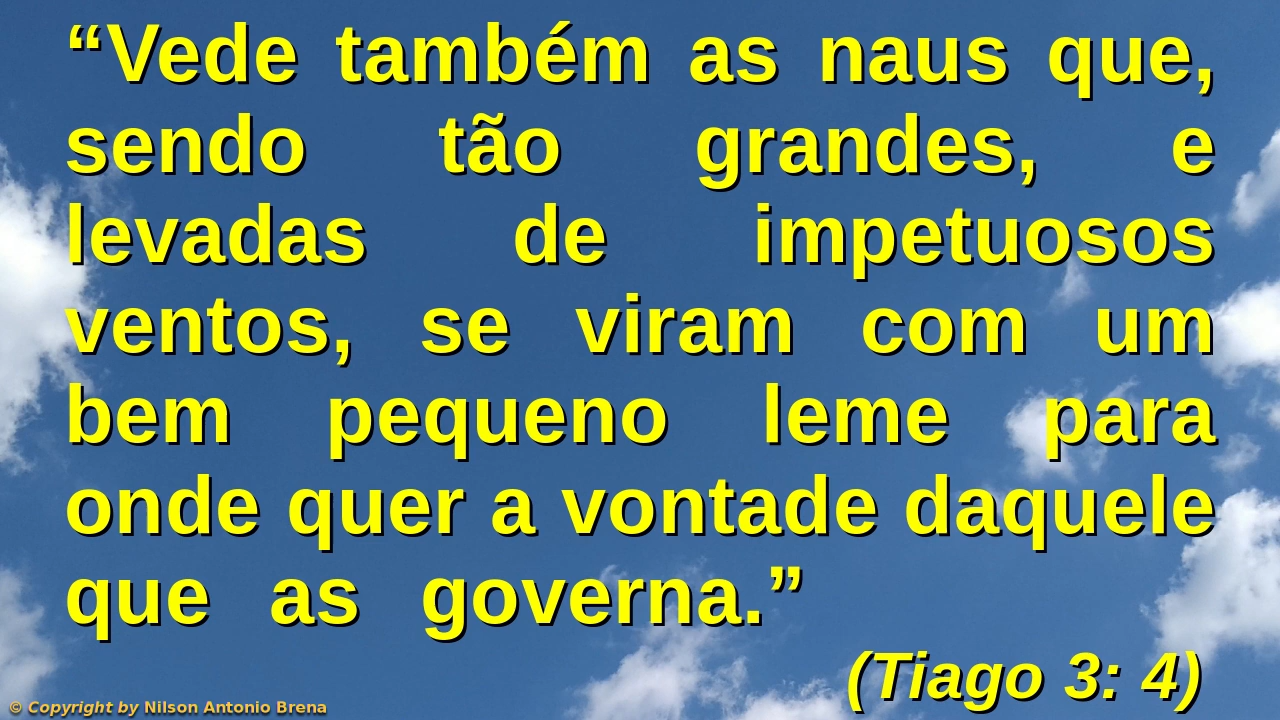 “Vede também as naus que,
sendo tão grandes, e
levadas de impetuosos
ventos, se viram com um
bem pequeno leme para
onde quer a vontade daquele
que as governa.”
(Tiago 3: 4)
© Copyright by Nilson Antonio Brena